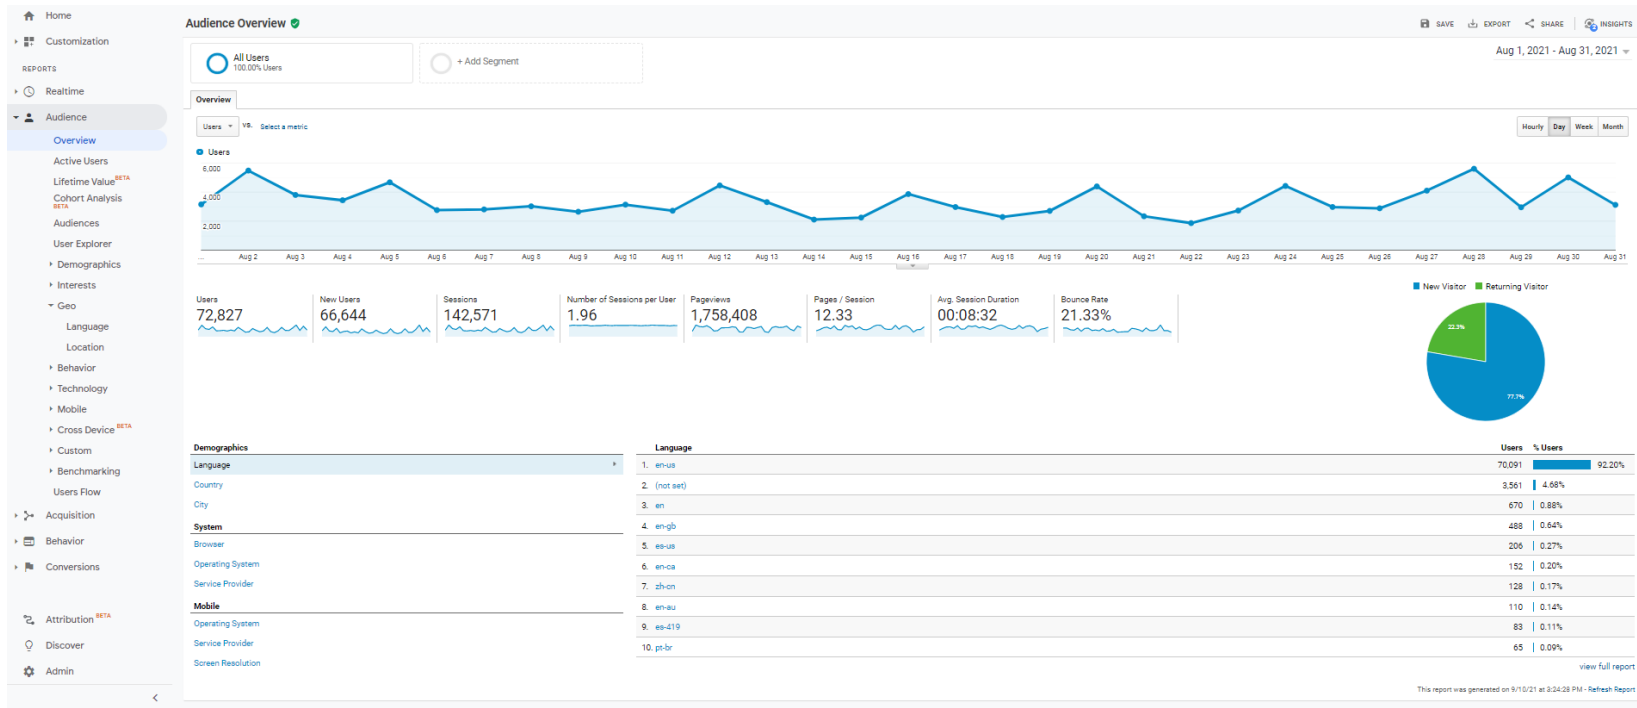 Home
Customization
REPORTS
Realtime
Audience
Overview
Active Users
Lifetime Value BETA
Cohort Analysis
BETA
Audiences
User Explorer
Demographics
Interests
Geo
Language
Location
Behavior
Technology
Mobile
Cross Device BETA
Custom
Benchmarking
Users Flow
Acquisition
Behavior
Conversions
Attribution BETA
Discover
Admin
Audience Overview
SAVE EXPORT SHARE INSIGHTS
Aug 1, 2021 - Aug 31, 2021
All Users
100.00% Users
+ Add Segment
Overview
Users VS. Select a metric
Hourly Day Week Month
Users
6,000
4,000
2,000
... Aug 2 Aug 3 Aug 4 Aug 5 Aug 6 Aug 7 Aug 8 Aug 9 Aug 10 Aug 11 Aug 12 Aug 13 Aug 14 Aug 15 Aug 16 Aug 17 Aug 18 Aug 19 Aug 20 Aug 21 Aug 22 Aug 23 Aug 24 Aug 25 Aug 26 Aug 27 Aug 28 Aug 29 Aug 30 Aug 31
Users
72,827
New Users
66,644
Sessions
142,571
Number of Sessions per User
1.96
Pageviews
1,758,408
Pages / Session
12.33
Avg. Session Duration
00:08:32
Bounce Rate
21.33%
New Visitor Returning Visitor
22.3%
77.7%
Demographics
Language
Country
City
System
Browser
Operating System
Service Provider
Mobile
Operating System
Service Provider
Screen Resolution
Language Users % Users
1. en-us 70,091 92.20%
2. (not set) 3,561 4.68%
3. en 670 0.88%
4. en-gb 488 0.64%
5. es-us 206 0.27%
6. en-ca 152 0.20%
7. zh-cn 128 0.17%
8. en-au 110 0.14%
9. es-419 83 0.11%
10. pt-br 65 0.09%
view full report
This report was generated on 9/10/21 at 3:24:28 PM - Refresh Report